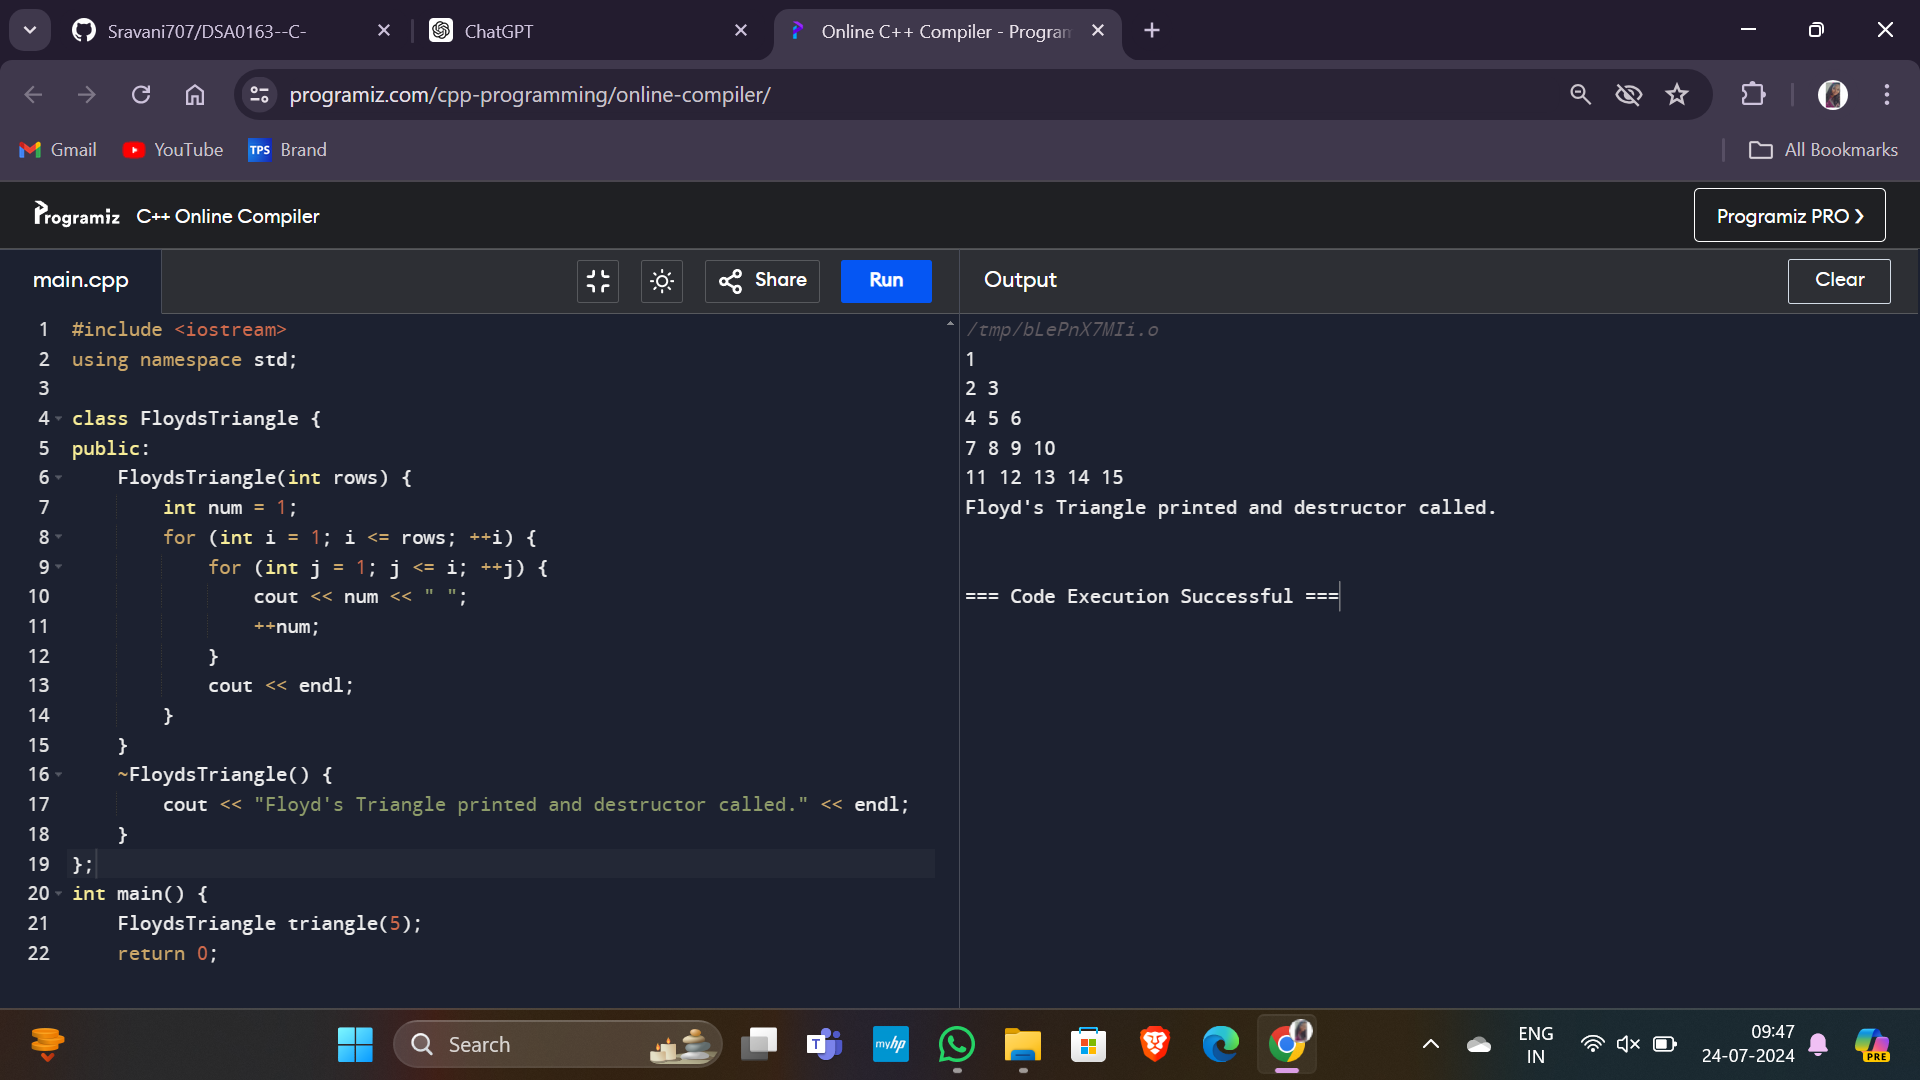 Sravani707/DSA0163--C-
ChatGPT
Online C++ Compiler - Program
programiz.com/cpp-programming/online-compiler/
Gmail
YouTube
TPS
Brand
All Bookmarks
Programiz
C++ Online Compiler
Programiz PRO ❯
main.cpp
Share
Run
Output
Clear
1 #include <iostream>
2 using namespace std;
3
4 class FloydsTriangle {
5 public:
6 FloydsTriangle(int rows) {
7 int num = 1;
8 for (int i = 1; i <= rows; ++i) {
9 for (int j = 1; j <= i; ++j) {
10 cout << num << " ";
11 ++num;
12 }
13 cout << endl;
14 }
15 }
16 ~FloydsTriangle() {
17 cout << "Floyd's Triangle printed and destructor called." << endl;
18 }
19 };
20 int main() {
21 FloydsTriangle triangle(5);
22 return 0;
/tmp/bLePnX7MIi.o
1
2 3
4 5 6
7 8 9 10
11 12 13 14 15
Floyd's Triangle printed and destructor called.
=== Code Execution Successful ===
Search
T
myhp
ENG
IN
09:47
24-07-2024
PRE